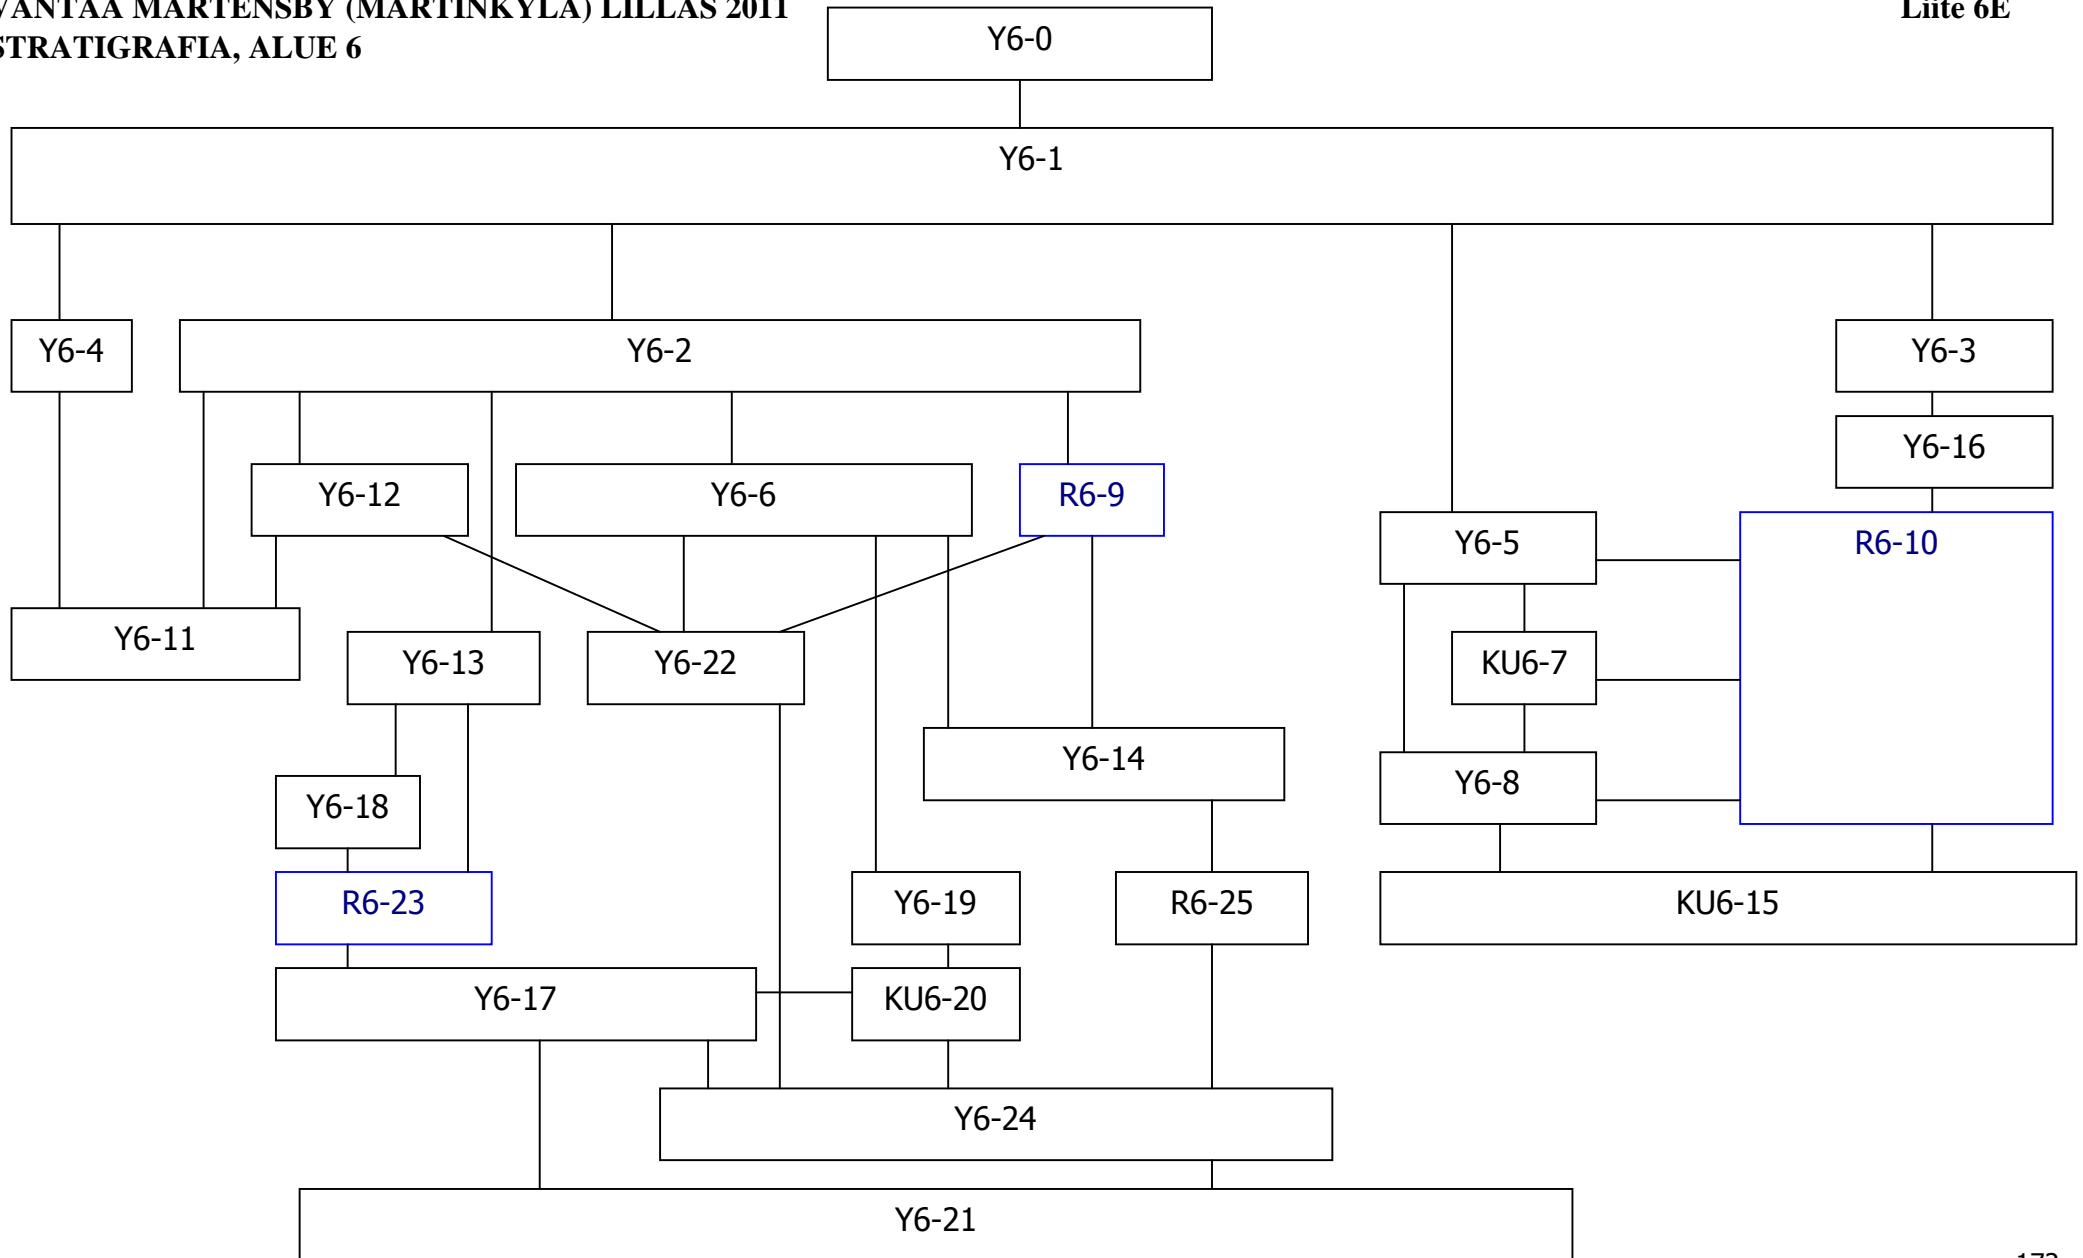 VANTAA MÅRTENSBY (MARTINKYLÄ) LILLAS 2011
Liite 6E
STRATIGRAFIA, ALUE 6
Y6-0
Y6-1
Y6-4
Y6-2
Y6-3
Y6-16
Y6-12
Y6-6
R6-9
Y6-5
R6-10
Y6-11
Y6-13
Y6-22
KU6-7
Y6-14
Y6-8
Y6-18
R6-23
Y6-19
R6-25
KU6-15
Y6-17
KU6-20
Y6-24
Y6-21